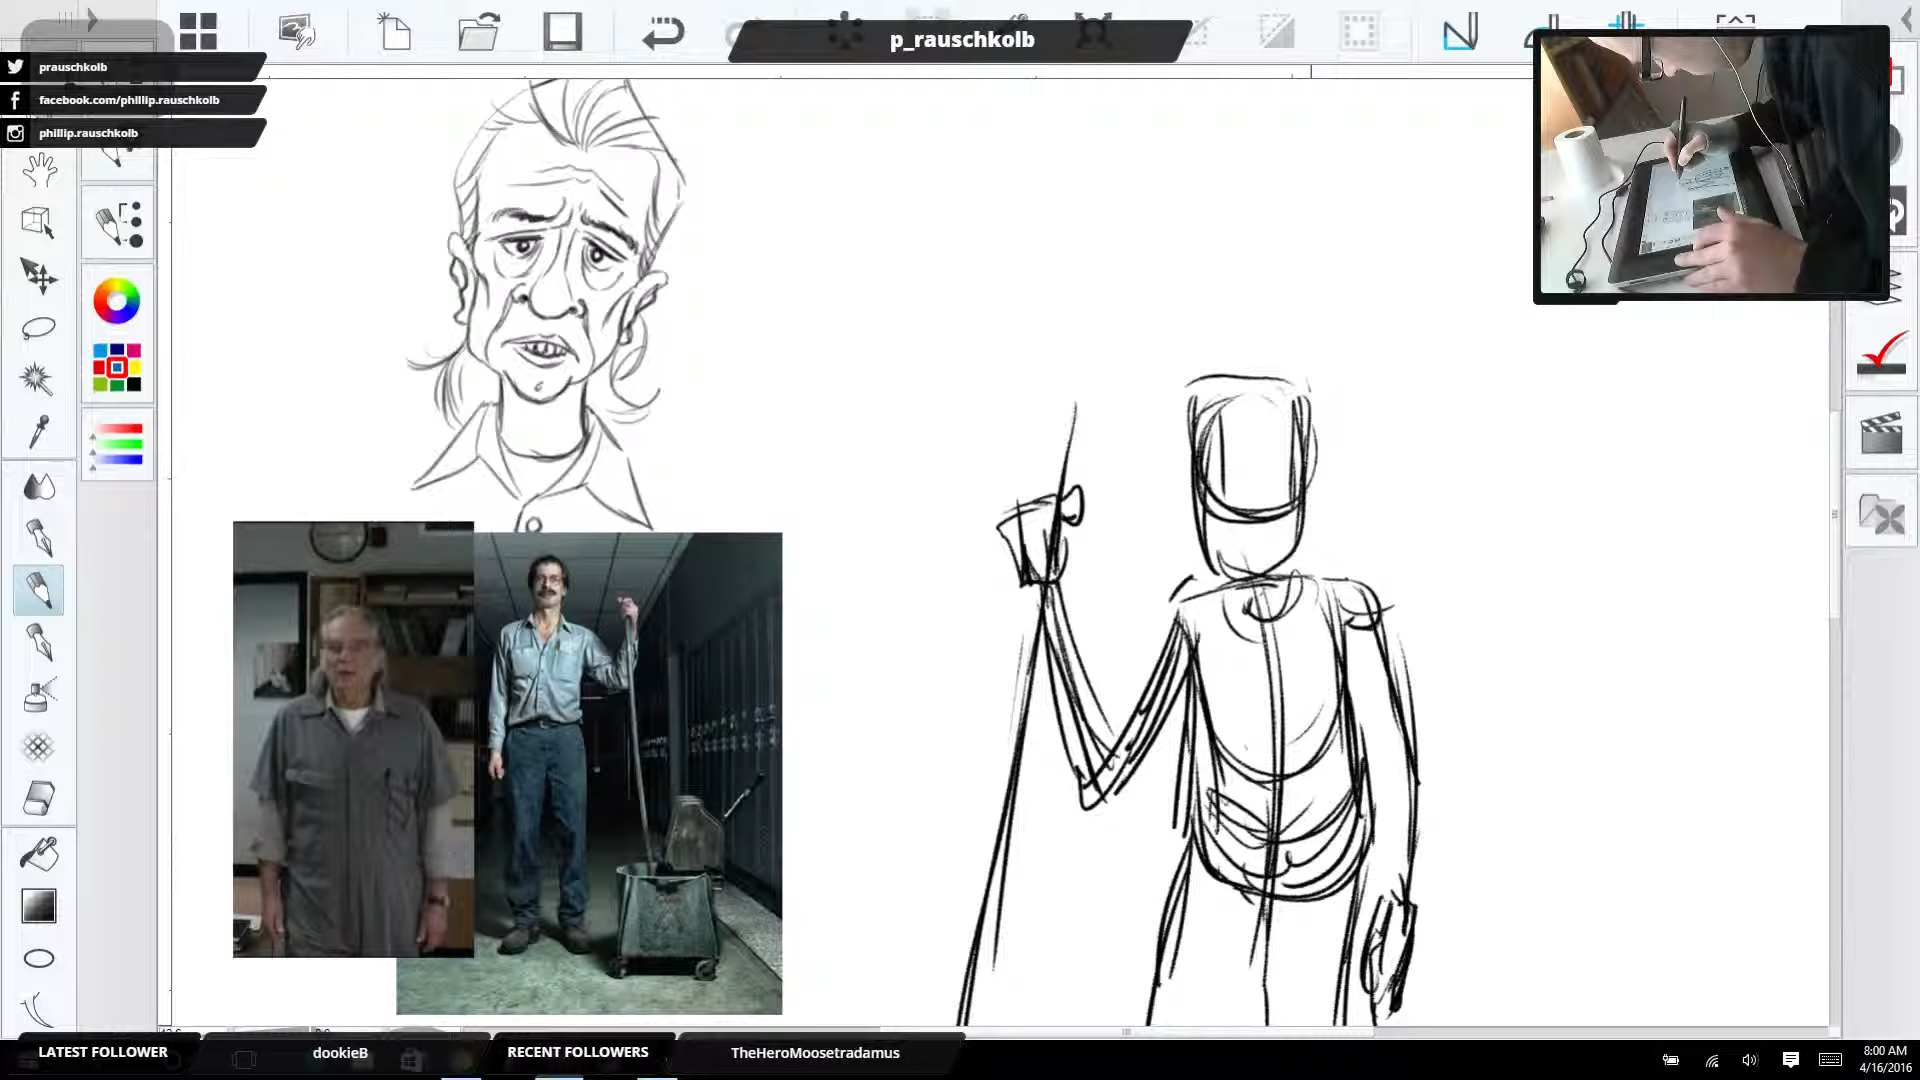 p_rauschkolb
prauschkolb
facebook.com/phillip.rauschkolb
phillip.rauschkolb
LATEST FOLLOWER
dookieB
RECENT FOLLOWERS
TheHeroMoosetradamus
8:00 AM
4/16/2016